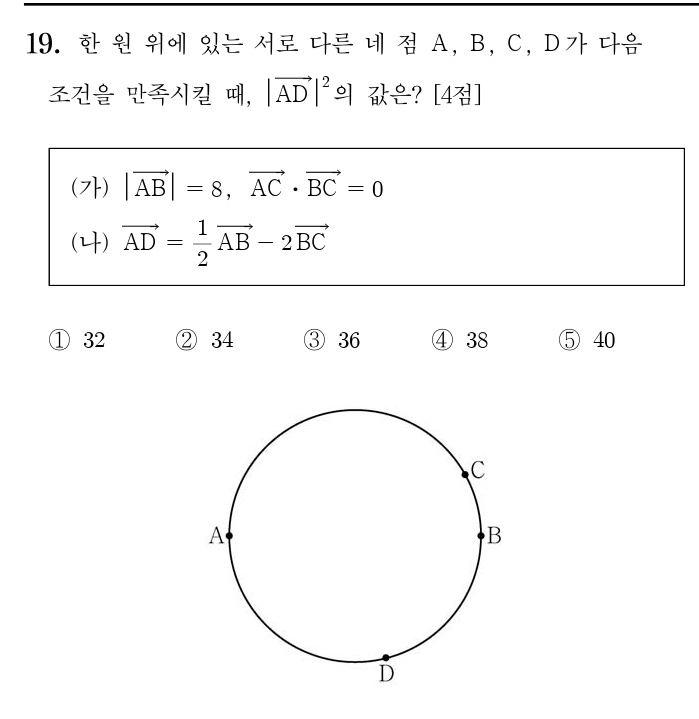 19. 한 원 위에 있는 서로 다른 네 점 A, B, C, D가 다음
조건을 만족시킬 때, |$\overrightarrow{AD}$|²의 값은? [4점]
(가) |$\overrightarrow{AB}$| = 8, $\overrightarrow{AC}$ · $\overrightarrow{BC}$ = 0
(나) $\overrightarrow{AD}$ = $\frac{1}{2}$ $\overrightarrow{AB}$ − 2$\overrightarrow{BC}$
① 32 ② 34 ③ 36 ④ 38 ⑤ 40
C
A B
D